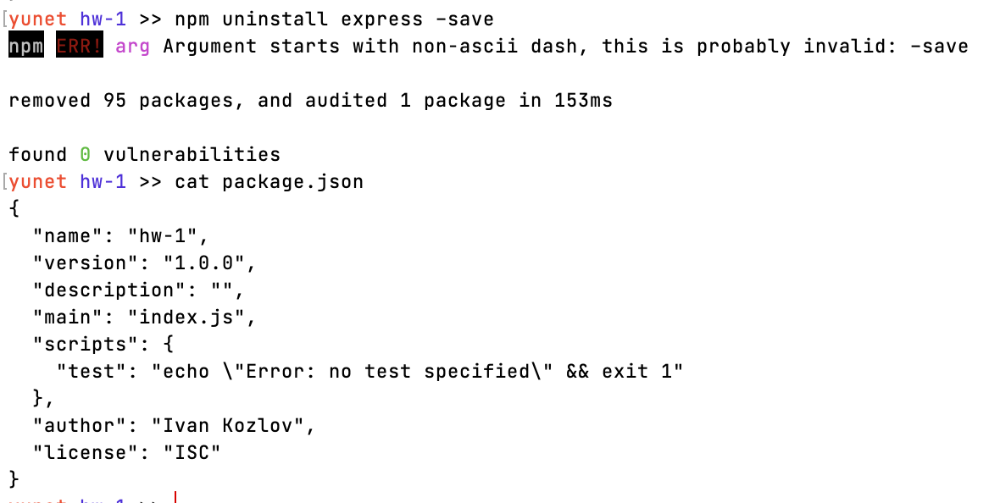 [yunet hw-1 >> npm uninstall express –save
npm ERR! arg Argument starts with non-ascii dash, this is probably invalid: –save
removed 95 packages, and audited 1 package in 153ms
found 0 vulnerabilities
[yunet hw-1 >> cat package.json
{
  "name": "hw-1",
  "version": "1.0.0",
  "description": "",
  "main": "index.js",
  "scripts": {
    "test": "echo \"Error: no test specified\" && exit 1"
  },
  "author": "Ivan Kozlov",
  "license": "ISC"
}
yunet hw-1 >>